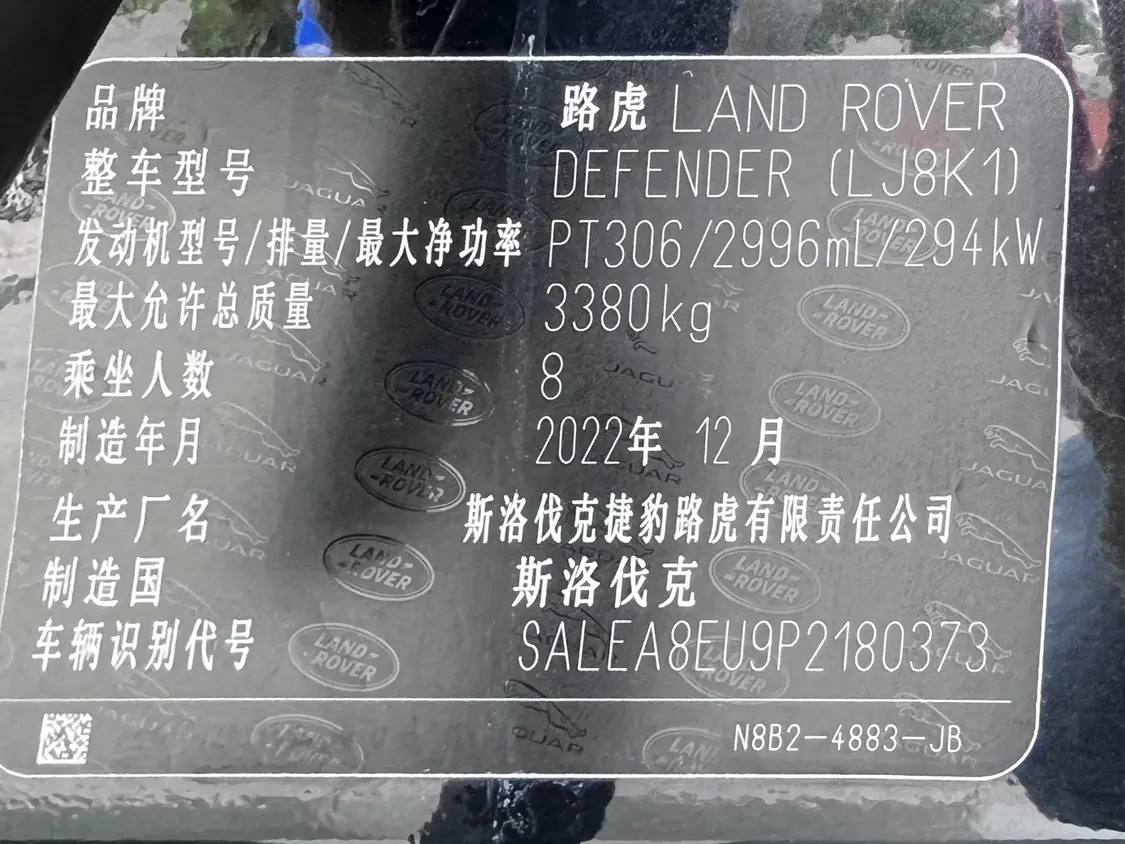 品牌 路虎 LAND ROVER
整车型号 DEFENDER (LJ8K1)
发动机型号/排量/最大净功率 PT306/2996mL/294kW
最大允许总质量 3380kg
乘坐人数 8
制造年月 2022年 12月
生产厂名 斯洛伐克捷豹路虎有限责任公司
制造国 斯洛伐克
车辆识别代号 SALEA8EU9P2180373
N8B2-4883-JB